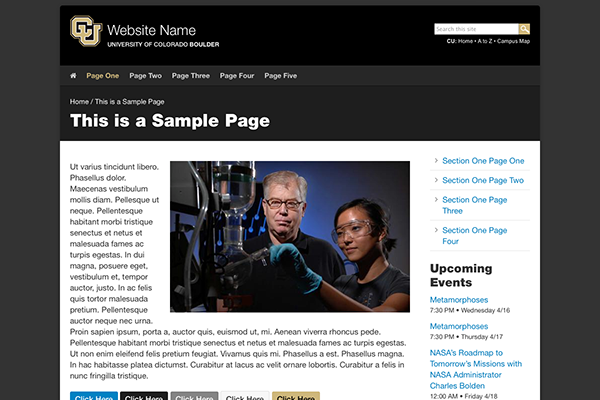 CU
Website Name
UNIVERSITY OF COLORADO BOULDER
Search this site
CU: Home • A to Z • Campus Map
Page One Page Two Page Three Page Four Page Five
Home / This is a Sample Page
This is a Sample Page
Ut varius tincidunt libero.
Phasellus dolor.
Maecenas vestibulum
mollis diam. Pellesque ut
neque. Pellentesque
habitant morbi tristique
senectus et netus et
malesuada fames ac
turpis egestas. In dui
magna, posuere eget,
vestibulum et, tempor
auctor, justo. In ac felis
quis tortor malesuada
pretium. Pellentesque
auctor neque nec urna.
Proin sapien ipsum, porta a, auctor quis, euismod ut, mi. Aenean viverra rhoncus pede.
Pellentesque habitant morbi tristique senectus et netus et malesuada fames ac turpis egestas.
Ut non enim eleifend felis pretium feugiat. Vivamus quis mi. Phasellus a est. Phasellus magna.
In hac habitasse platea dictumst. Curabitur at lacus ac velit ornare lobortis. Curabitur a felis in
nunc fringilla tristique.
Click Here Click Here Click Here Click Here Click Here
Section One Page One
Section One Page Two
Section One Page
Three
Section One Page
Four
Upcoming
Events
Metamorphoses
7:30 PM • Wednesday 4/16
Metamorphoses
7:30 PM • Thursday 4/17
NASA's Roadmap to
Tomorrow's Missions with
NASA Administrator
Charles Bolden
12:00 AM • Friday 4/18